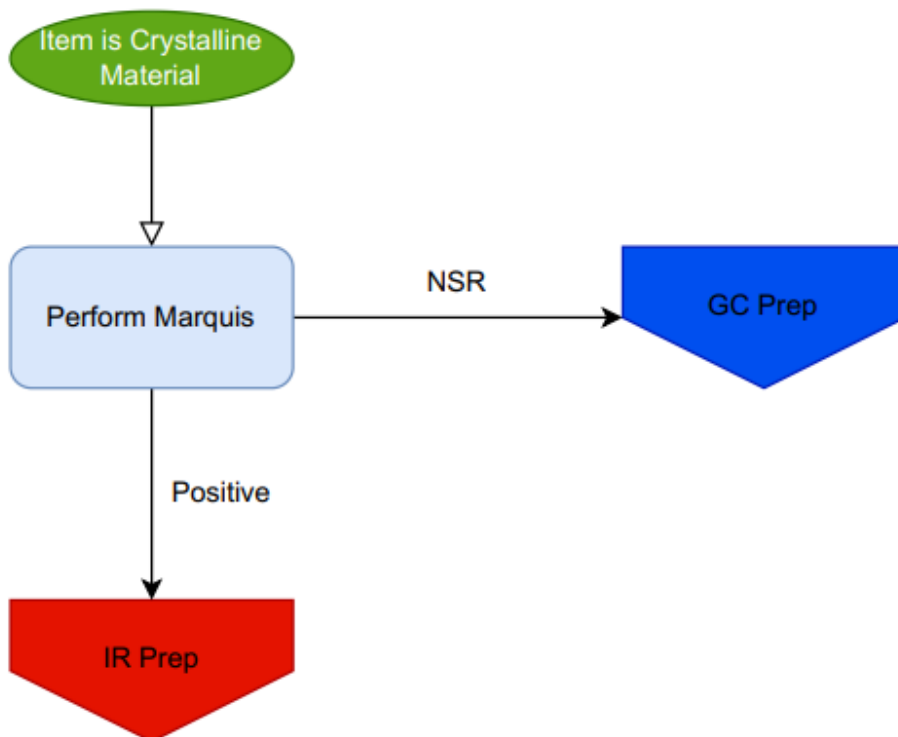 Item is Crystalline
Material
Perform Marquis
NSR
GC Prep
Positive
IR Prep